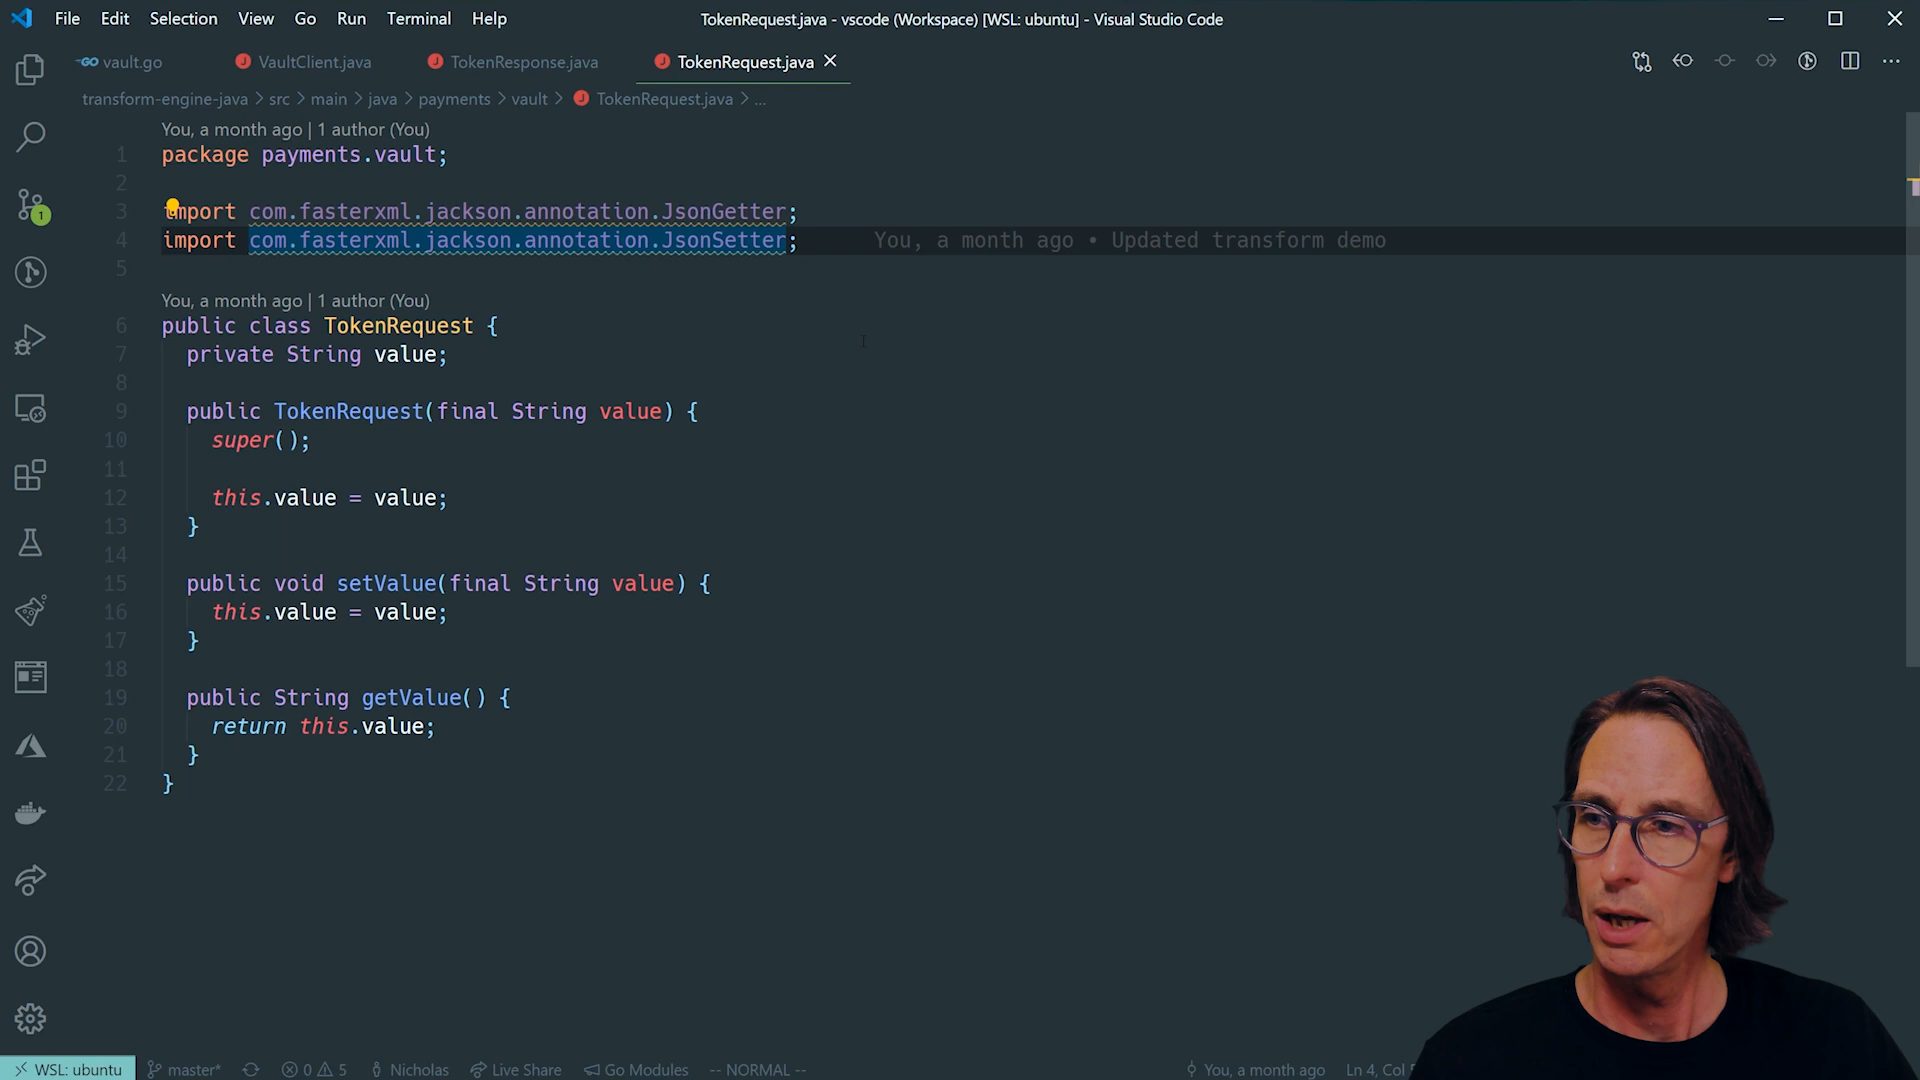 File Edit Selection View Go Run Terminal Help
TokenRequest.java - vscode (Workspace) [WSL: ubuntu] - Visual Studio Code
GO vault.go
J VaultClient.java
J TokenResponse.java
J TokenRequest.java
transform-engine-java > src > main > java > payments > vault > J TokenRequest.java > ...
You, a month ago | 1 author (You)
1 package payments.vault;
2
3 import com.fasterxml.jackson.annotation.JsonGetter;
4 import com.fasterxml.jackson.annotation.JsonSetter; You, a month ago • Updated transform demo
5
You, a month ago | 1 author (You)
6 public class TokenRequest {
7 private String value;
8
9 public TokenRequest(final String value) {
10 super();
11
12 this.value = value;
13 }
14
15 public void setValue(final String value) {
16 this.value = value;
17 }
18
19 public String getValue() {
20 return this.value;
21 }
22 }
1
WSL: ubuntu master* 0 5 Nicholas Live Share Go Modules -- NORMAL -- You, a month ago Ln 4, Col